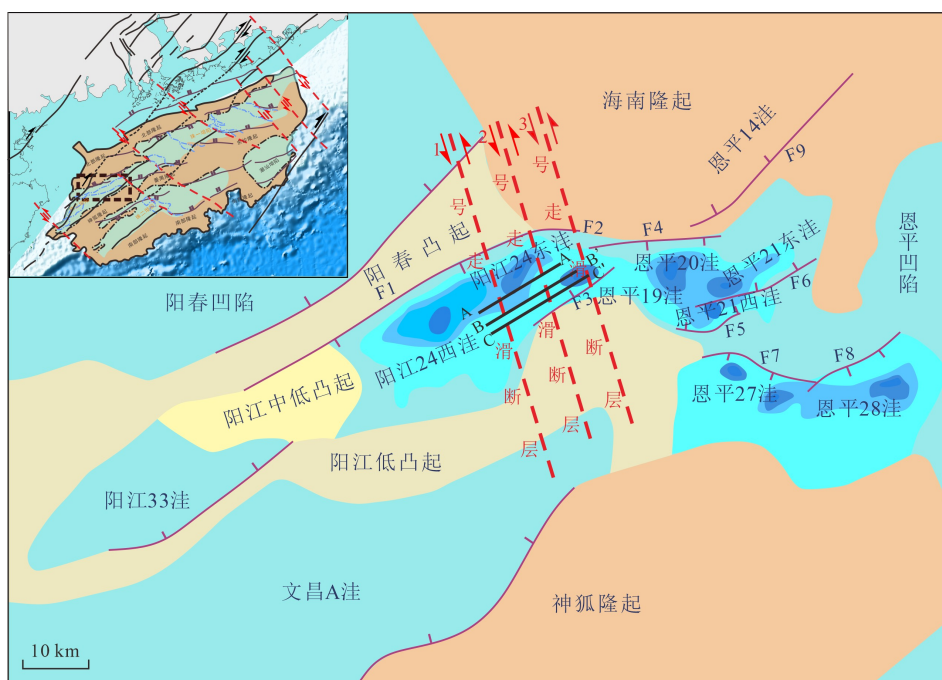 海南隆起
恩平14洼
F9
1号走滑断层
2号走滑断层
3号走滑断层
阳春凸起
F1
F2
F4
阳江24东洼
恩平20洼
恩平21东洼
恩平凹陷
阳春凹陷
A
A'
B
B'
C
C'
F3
恩平19洼
恩平21西洼
F6
F5
阳江24西洼
阳江中低凸起
F7
F8
恩平27洼
恩平28洼
阳江低凸起
阳江33洼
文昌A洼
神狐隆起
10 km